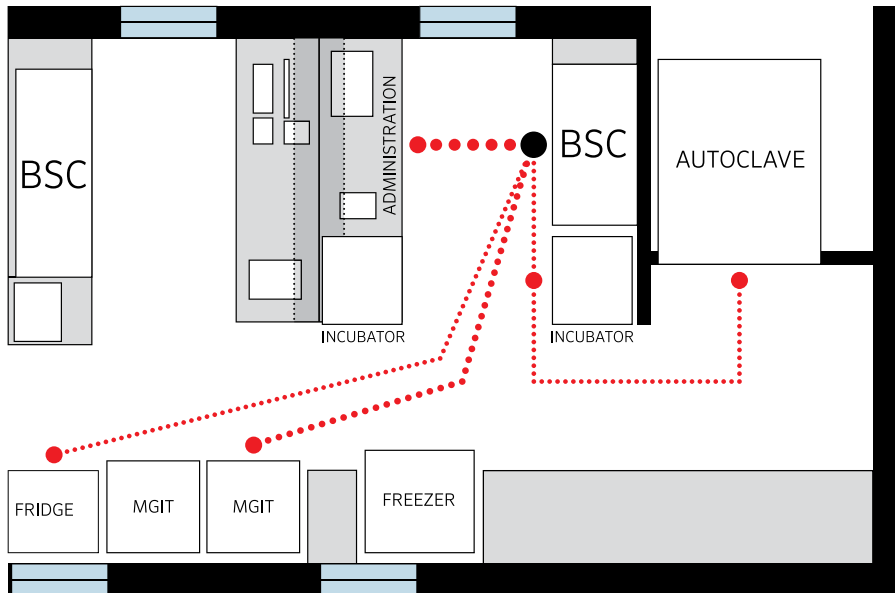 BSC
ADMINISTRATION
BSC
AUTOCLAVE
INCUBATOR
INCUBATOR
FRIDGE
MGIT
MGIT
FREEZER